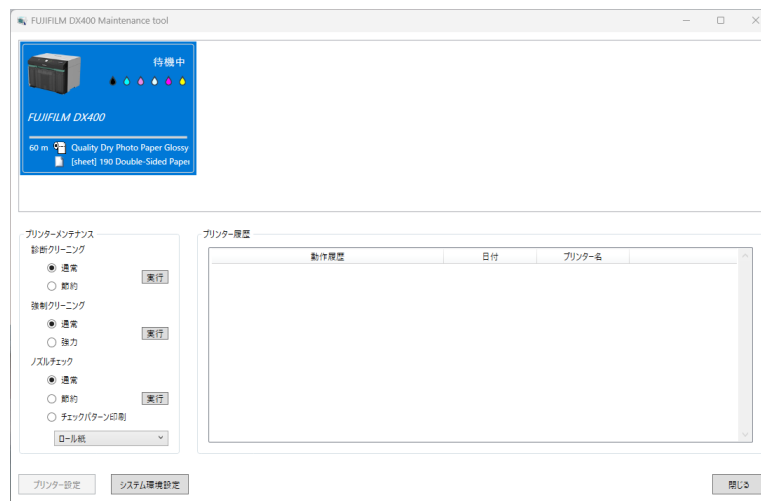 FUJIFILM DX400 Maintenance tool
待機中
FUJIFILM DX400
60 m Quality Dry Photo Paper Glossy
[sheet] 190 Double-Sided Paper
プリンターメンテナンス
診断クリーニング
通常
節約
実行
強制クリーニング
通常
強力
実行
ノズルチェック
通常
節約
チェックパターン印刷
実行
ロール紙
プリンター履歴
動作履歴 日付 プリンター名
プリンター設定
システム環境設定
閉じる